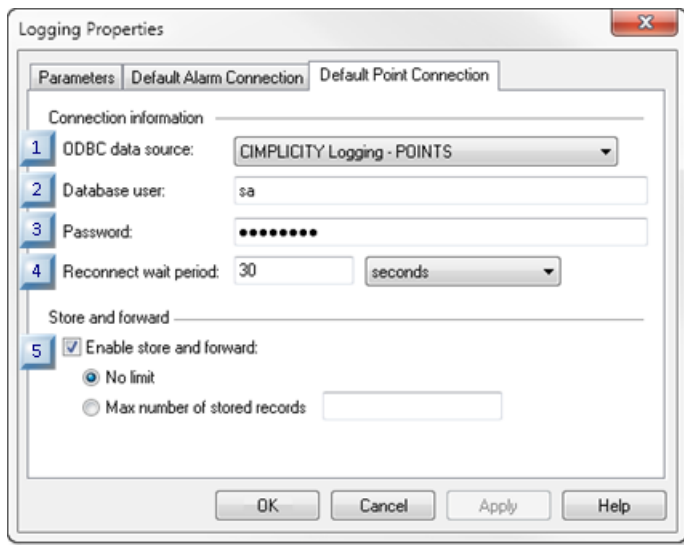 Logging Properties
Parameters Default Alarm Connection Default Point Connection
Connection information
1 ODBC data source: CIMPLICITY Logging - POINTS
2 Database user: sa
3 Password: ●●●●●●●●
4 Reconnect wait period: 30 seconds
Store and forward
5 Enable store and forward:
No limit
Max number of stored records
OK Cancel Apply Help